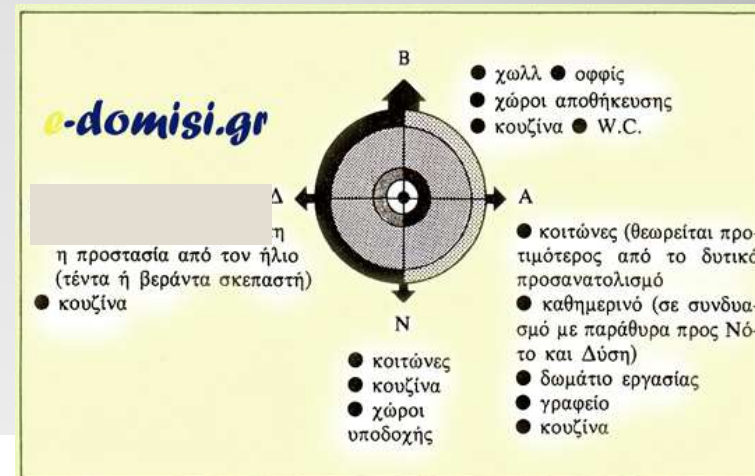 e-domisi.gr
Β
● χωλλ ● οφφίς
● χώροι αποθήκευσης
● κουζίνα ● W.C.
Δ
η προστασία από τον ήλιο
(τέντα ή βεράντα σκεπαστή)
● κουζίνα
Α
● κοιτώνες (θεωρείται προ-
τιμότερος από το δυτικό
προσανατολισμό
● καθημερινό (σε συνδυα-
σμό με παράθυρα προς Νό-
το και Δύση)
● δωμάτιο εργασίας
● γραφείο
● κουζίνα
Ν
● κοιτώνες
● κουζίνα
● χώροι
υποδοχής